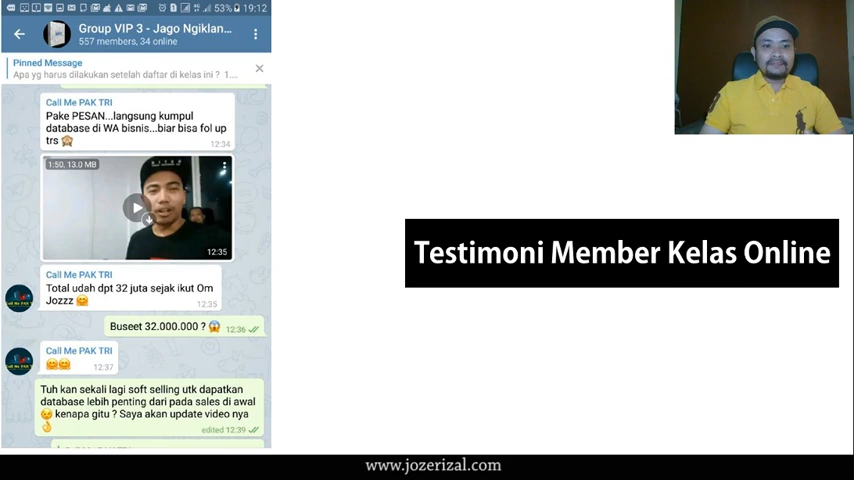 53% 19:12
Group VIP 3 - Jago Ngiklan...
557 members, 34 online
Pinned Message
Apa yg harus dilakukan setelah daftar di kelas ini ? 1....
Call Me PAK TRI
Pake PESAN...langsung kumpul
database di WA bisnis...biar bisa fol up
trs 🙈
12:34
1:50, 13.0 MB
12:35
Call Me PAK TRI
Total udah dpt 32 juta sejak ikut Om
Jozzz 🤗
12:35
Buseet 32.000.000 ? 😱 12:36
Call Me PAK TRI
🤗🤗
12:37
Tuh kan sekali lagi soft selling utk dapatkan
database lebih penting dari pada sales di awal
😉 kenapa gitu ? Saya akan update video nya
👌
edited 12:39
Testimoni Member Kelas Online
www.jozerizal.com